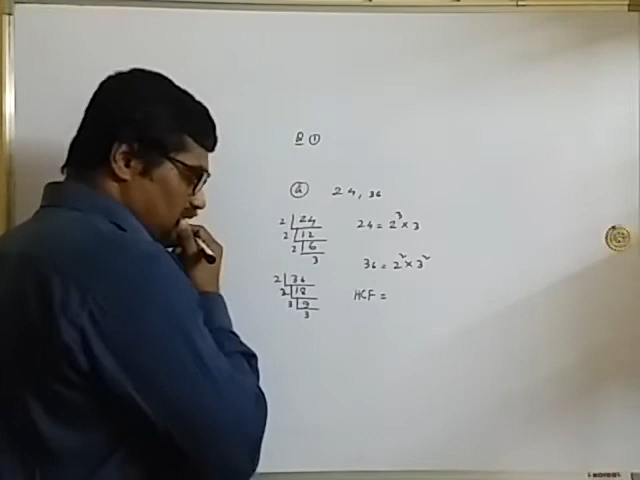 B ①
ⓐ 24, 36
2 | 24
2 | 12
2 | 6
3
24 = 2³ × 3
36 = 2² × 3²
2 | 36
2 | 18
3 | 9
3
HCF =